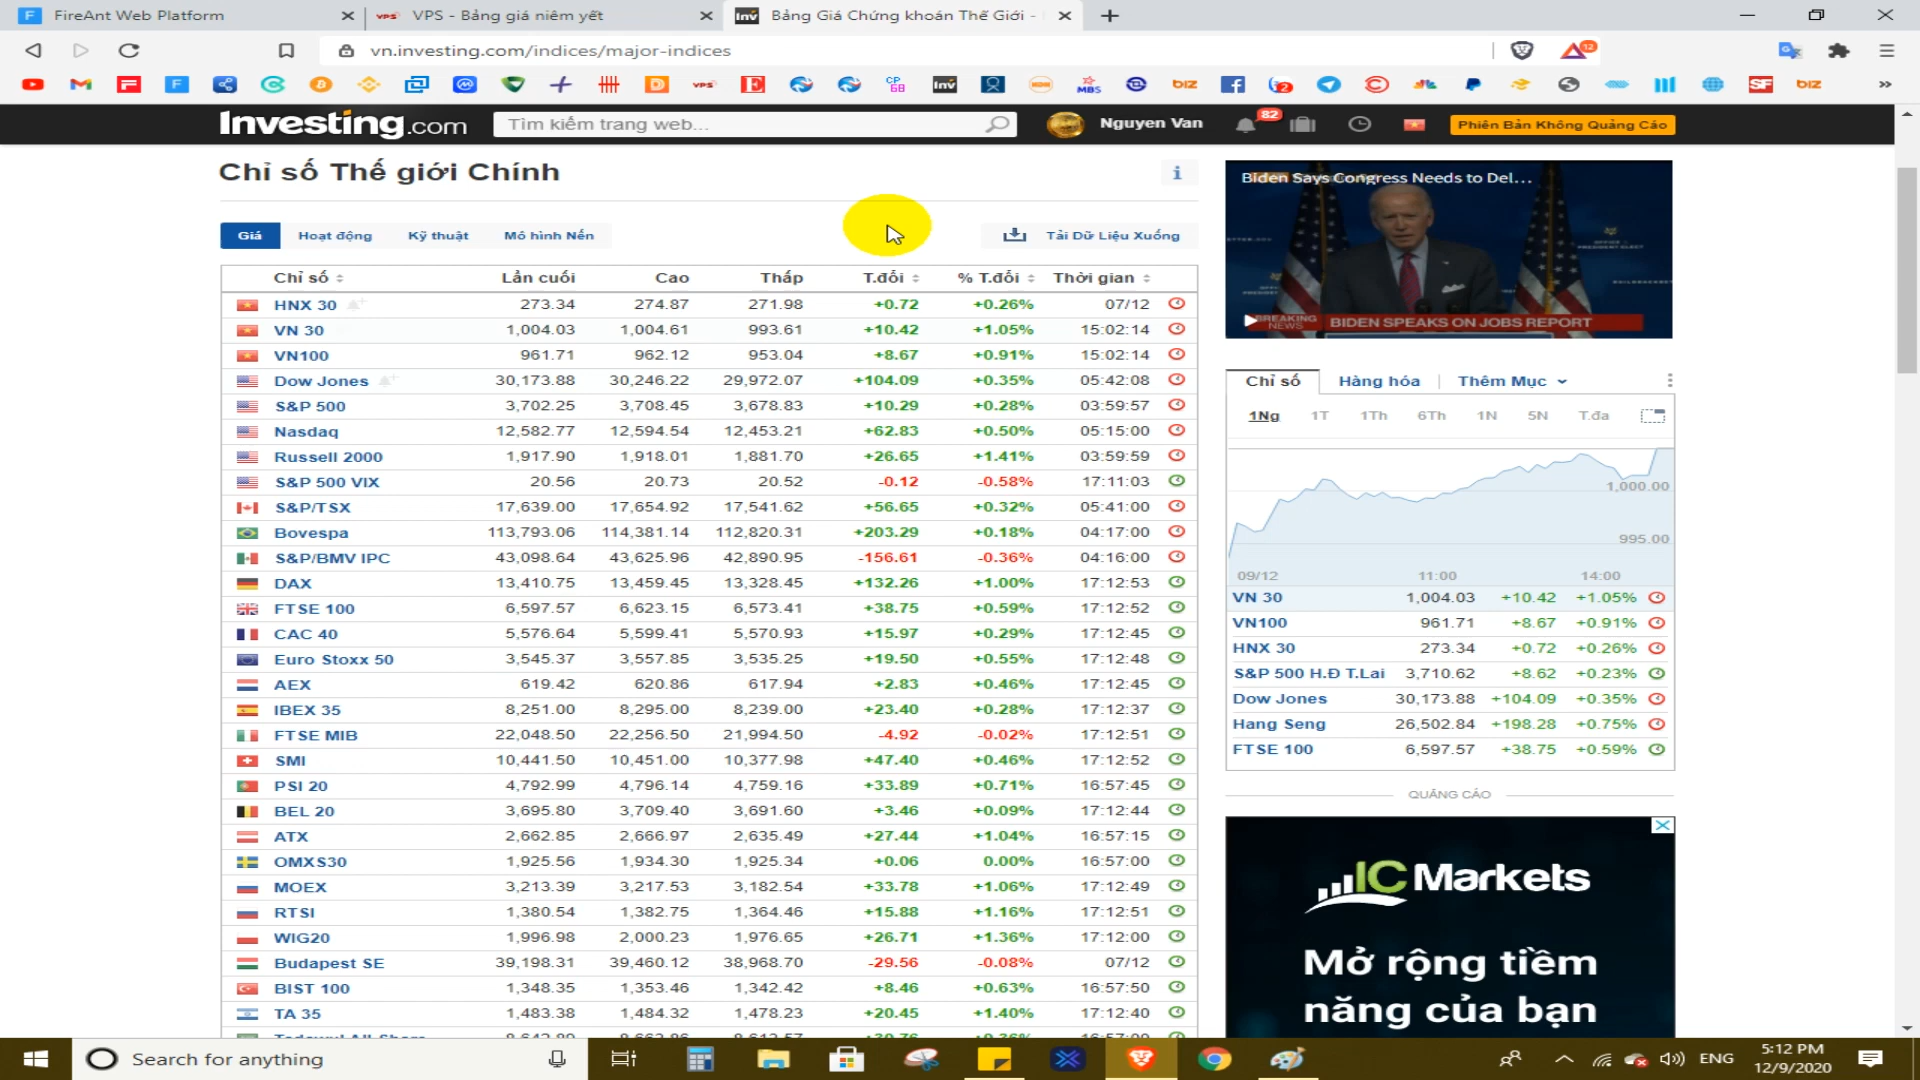 FireAnt Web Platform
VPS - Bảng giá niêm yết
Bảng Giá Chứng khoán Thế Giới -
vn.investing.com/indices/major-indices
12
Investing.com
Tìm kiếm trang web...
Nguyen Van
82
Phiên Bản Không Quảng Cáo
Chỉ số Thế giới Chính
Giá Hoạt động Kỹ thuật Mô hình Nến
Tải Dữ Liệu Xuống
Chỉ số Lần cuối Cao Thấp T.đổi % T.đổi Thời gian
HNX 30 273.34 274.87 271.98 +0.72 +0.26% 07/12
VN 30 1,004.03 1,004.61 993.61 +10.42 +1.05% 15:02:14
VN100 961.71 962.12 953.04 +8.67 +0.91% 15:02:14
Dow Jones 30,173.88 30,246.22 29,972.07 +104.09 +0.35% 05:42:08
S&P 500 3,702.25 3,708.45 3,678.83 +10.29 +0.28% 03:59:57
Nasdaq 12,582.77 12,594.54 12,453.21 +62.83 +0.50% 05:15:00
Russell 2000 1,917.90 1,918.01 1,881.70 +26.65 +1.41% 03:59:59
S&P 500 VIX 20.56 20.73 20.52 -0.12 -0.58% 17:11:03
S&P/TSX 17,639.00 17,654.92 17,541.62 +56.65 +0.32% 05:41:00
Bovespa 113,793.06 114,381.14 112,820.31 +203.29 +0.18% 04:17:00
S&P/BMV IPC 43,098.64 43,625.96 42,890.95 -156.61 -0.36% 04:16:00
DAX 13,410.75 13,459.45 13,328.45 +132.26 +1.00% 17:12:53
FTSE 100 6,597.57 6,623.15 6,573.41 +38.75 +0.59% 17:12:52
CAC 40 5,576.64 5,599.41 5,570.93 +15.97 +0.29% 17:12:45
Euro Stoxx 50 3,545.37 3,557.85 3,535.25 +19.50 +0.55% 17:12:48
AEX 619.42 620.86 617.94 +2.83 +0.46% 17:12:45
IBEX 35 8,251.00 8,295.00 8,239.00 +23.40 +0.28% 17:12:37
FTSE MIB 22,048.50 22,256.50 21,994.50 -4.92 -0.02% 17:12:51
SMI 10,441.50 10,451.00 10,377.98 +47.40 +0.46% 17:12:52
PSI 20 4,792.99 4,796.14 4,759.16 +33.89 +0.71% 16:57:45
BEL 20 3,695.80 3,709.40 3,691.60 +3.46 +0.09% 17:12:44
ATX 2,662.85 2,666.97 2,635.49 +27.44 +1.04% 16:57:15
OMXS30 1,925.56 1,934.30 1,925.34 +0.06 0.00% 16:57:00
MOEX 3,213.39 3,217.53 3,182.54 +33.78 +1.06% 17:12:49
RTSI 1,380.54 1,382.75 1,364.46 +15.88 +1.16% 17:12:51
WIG20 1,996.98 2,000.23 1,976.65 +26.71 +1.36% 17:12:00
Budapest SE 39,198.31 39,460.12 38,968.70 -29.56 -0.08% 07/12
BIST 100 1,348.35 1,353.46 1,342.42 +8.46 +0.63% 16:57:50
TA 35 1,483.38 1,484.32 1,478.23 +20.45 +1.40% 17:12:40
Biden Says Congress Needs to Del...
BREAKING NEWS BIDEN SPEAKS ON JOBS REPORT
Chỉ số Hàng hóa Thêm Mục
1Ng 1T 1Th 6Th 1N 5N T.đa
1,000.00
995.00
09/12 11:00 14:00
VN 30 1,004.03 +10.42 +1.05%
VN100 961.71 +8.67 +0.91%
HNX 30 273.34 +0.72 +0.26%
S&P 500 H.Đ T.Lai 3,710.62 +8.62 +0.23%
Dow Jones 30,173.88 +104.09 +0.35%
Hang Seng 26,502.84 +198.28 +0.75%
FTSE 100 6,597.57 +38.75 +0.59%
QUẢNG CÁO
IC Markets
Mở rộng tiềm
năng của bạn
Search for anything
ENG
5:12 PM
12/9/2020